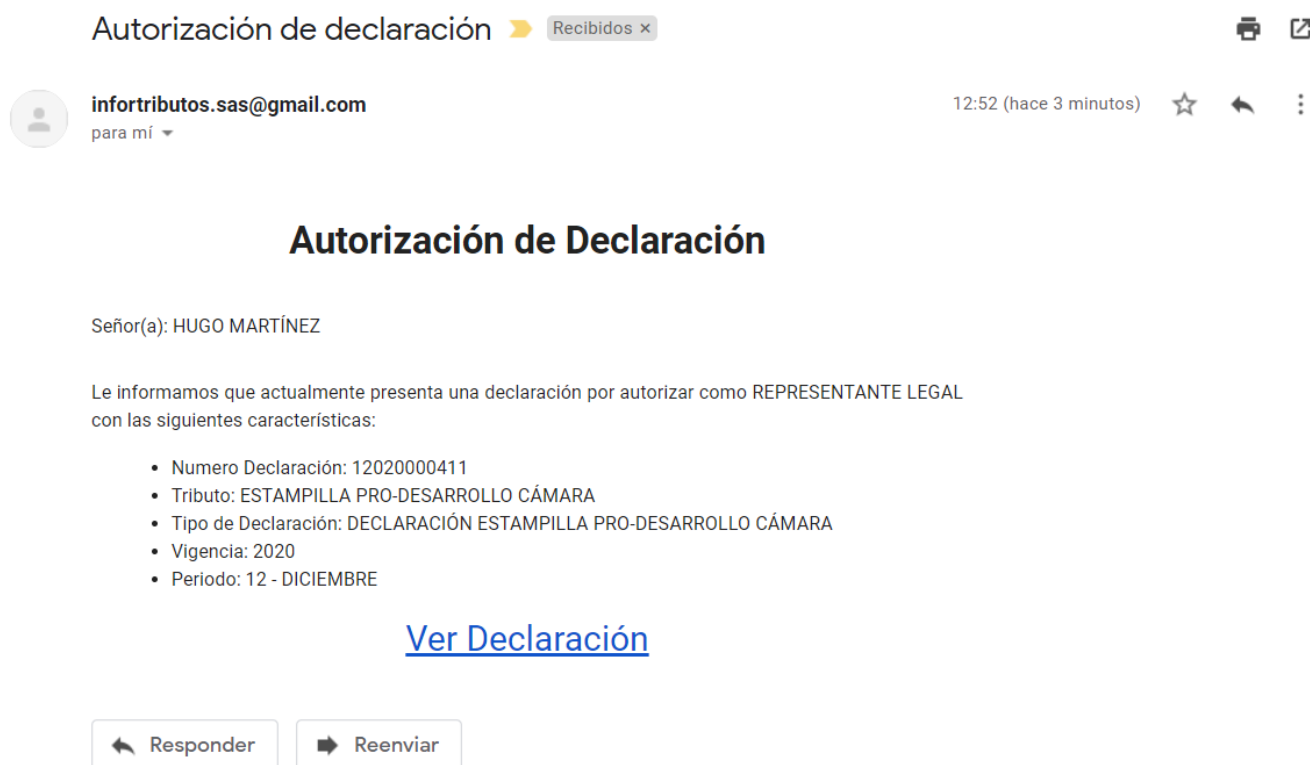 Autorización de declaración Recibidos ×
infortributos.sas@gmail.com 12:52 (hace 3 minutos)
para mí
Autorización de Declaración
Señor(a): HUGO MARTÍNEZ
Le informamos que actualmente presenta una declaración por autorizar como REPRESENTANTE LEGAL
con las siguientes características:
• Numero Declaración: 12020000411
• Tributo: ESTAMPILLA PRO-DESARROLLO CÁMARA
• Tipo de Declaración: DECLARACIÓN ESTAMPILLA PRO-DESARROLLO CÁMARA
• Vigencia: 2020
• Periodo: 12 - DICIEMBRE
Ver Declaración
Responder Reenviar